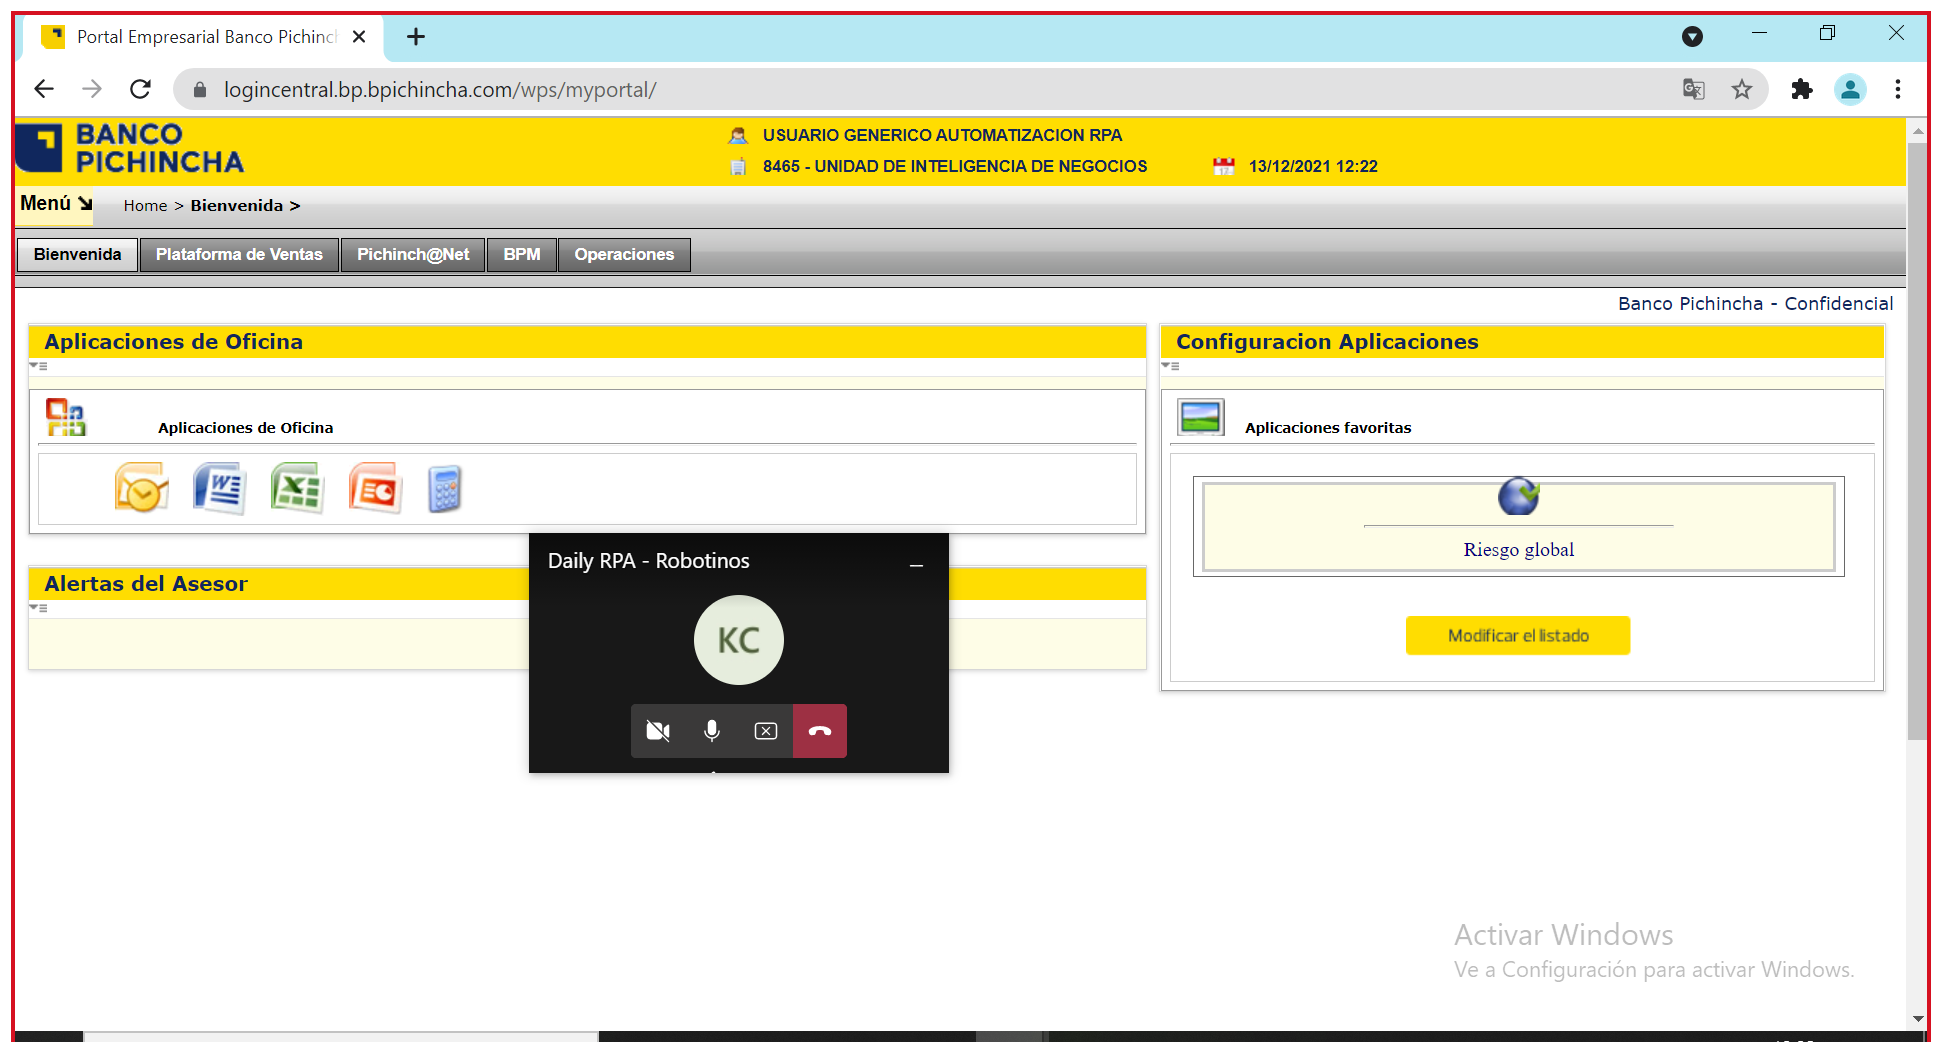 Portal Empresarial Banco Pichinch
logincentral.bp.bpichincha.com/wps/myportal/
BANCO
PICHINCHA
USUARIO GENERICO AUTOMATIZACION RPA
8465 - UNIDAD DE INTELIGENCIA DE NEGOCIOS
13/12/2021 12:22
Menú
Home > Bienvenida >
Bienvenida
Plataforma de Ventas
Pichinch@Net
BPM
Operaciones
Banco Pichincha - Confidencial
Aplicaciones de Oficina
Aplicaciones de Oficina
Configuracion Aplicaciones
Aplicaciones favoritas
Riesgo global
Modificar el listado
Alertas del Asesor
Daily RPA - Robotinos
KC
Activar Windows
Ve a Configuración para activar Windows.